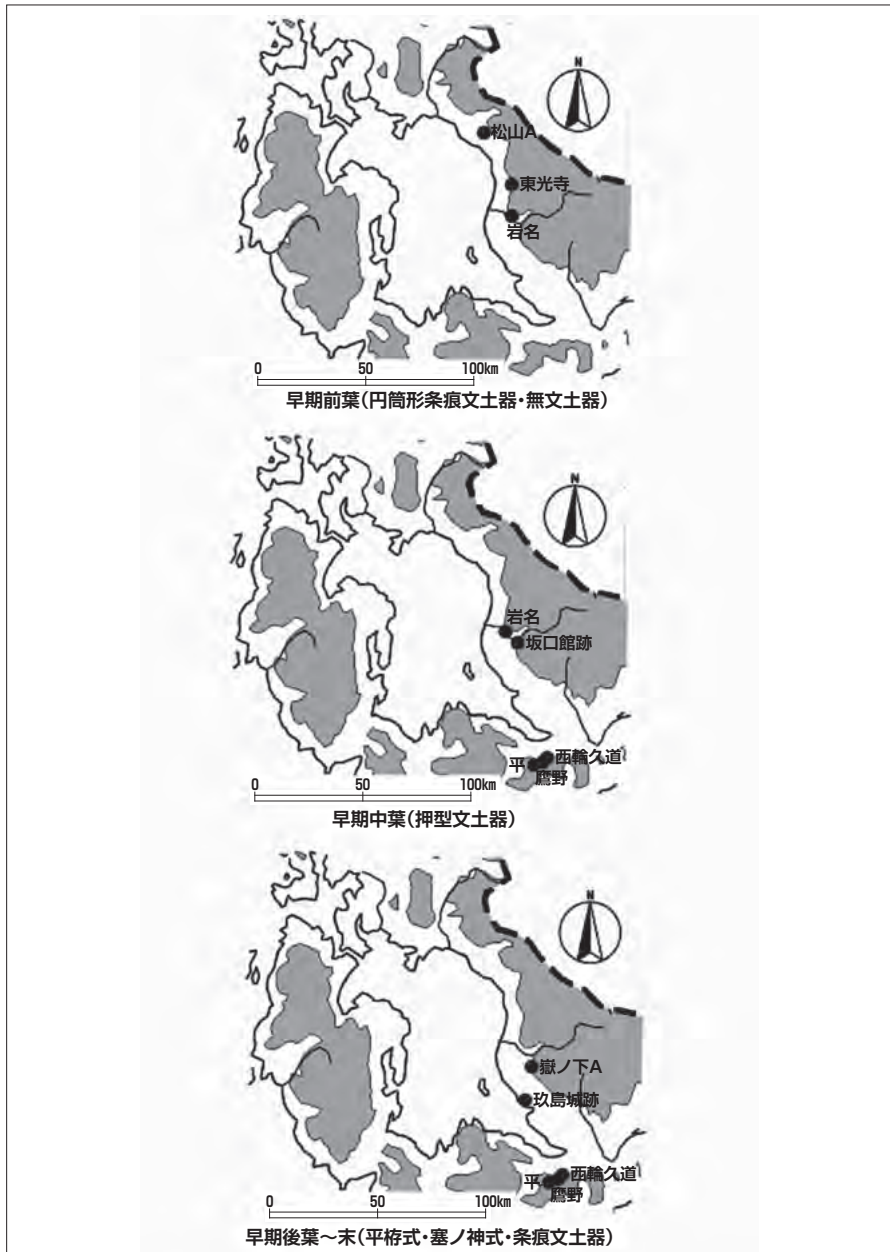 N
松山A
東光寺
岩名
0 50 100km
早期前葉(円筒形条痕文土器・無文土器)
N
岩名
坂口館跡
西輪久道
平
鷹野
0 50 100km
早期中葉(押型文土器)
N
嶽ノ下A
玖島城跡
西輪久道
平
鷹野
0 50 100km
早期後葉~末(平栫式・塞ノ神式・条痕文土器)